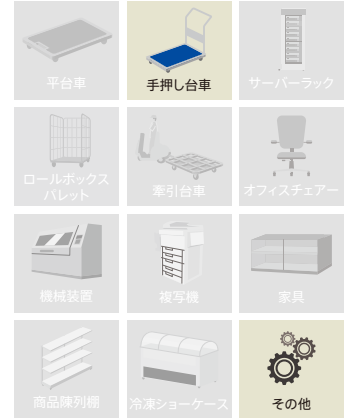 平台車
手押し台車
サーバーラック
ロールボックス
パレット
牽引台車
オフィスチェアー
機械装置
複写機
家具
商品陳列棚
冷凍ショーケース
その他